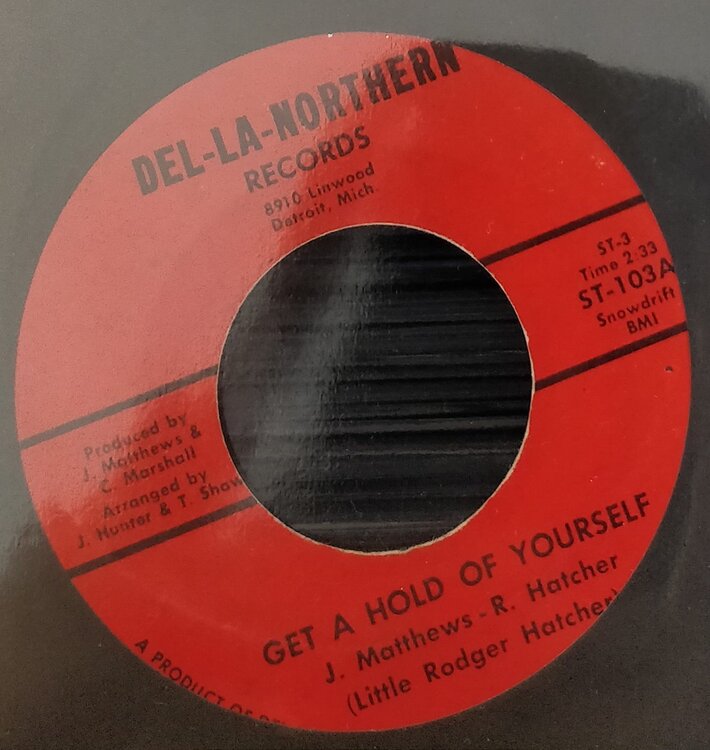 DEL-LA-NORTHERN
RECORDS
8910 Linwood
Detroit, Mich.
ST-3
Time 2:33
ST-103A
Snowdrift
BMI
Produced by
J. Matthews &
C. Marshall
Arranged by
J. Hunter & T. Shaw
GET A HOLD OF YOURSELF
J. Matthews - R. Hatcher
(Little Rodger Hatcher)
A PRODUCT OF